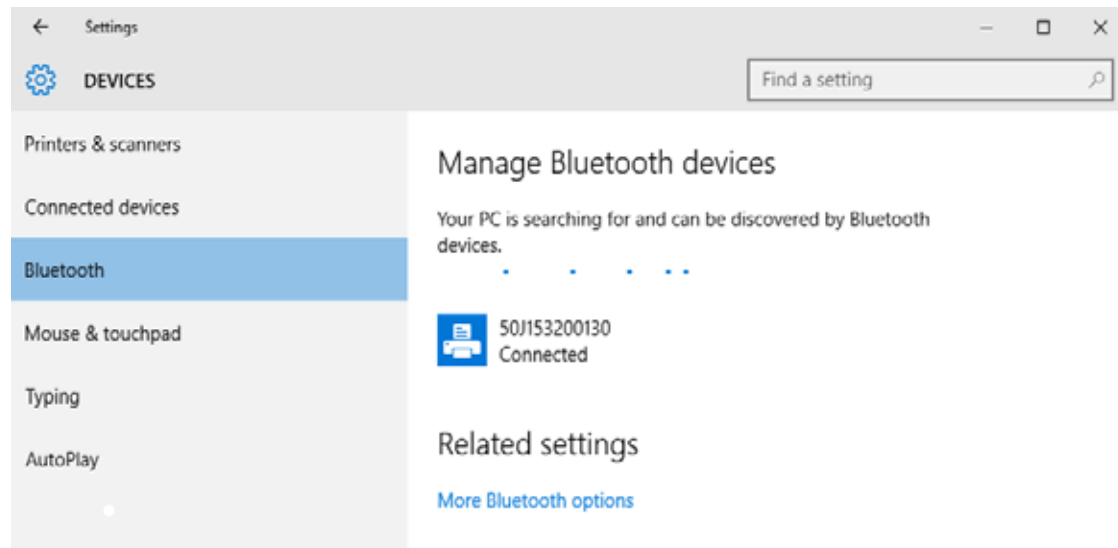 Settings
DEVICES
Find a setting
Printers & scanners
Connected devices
Bluetooth
Mouse & touchpad
Typing
AutoPlay
Manage Bluetooth devices
Your PC is searching for and can be discovered by Bluetooth
devices.
50J153200130
Connected
Related settings
More Bluetooth options